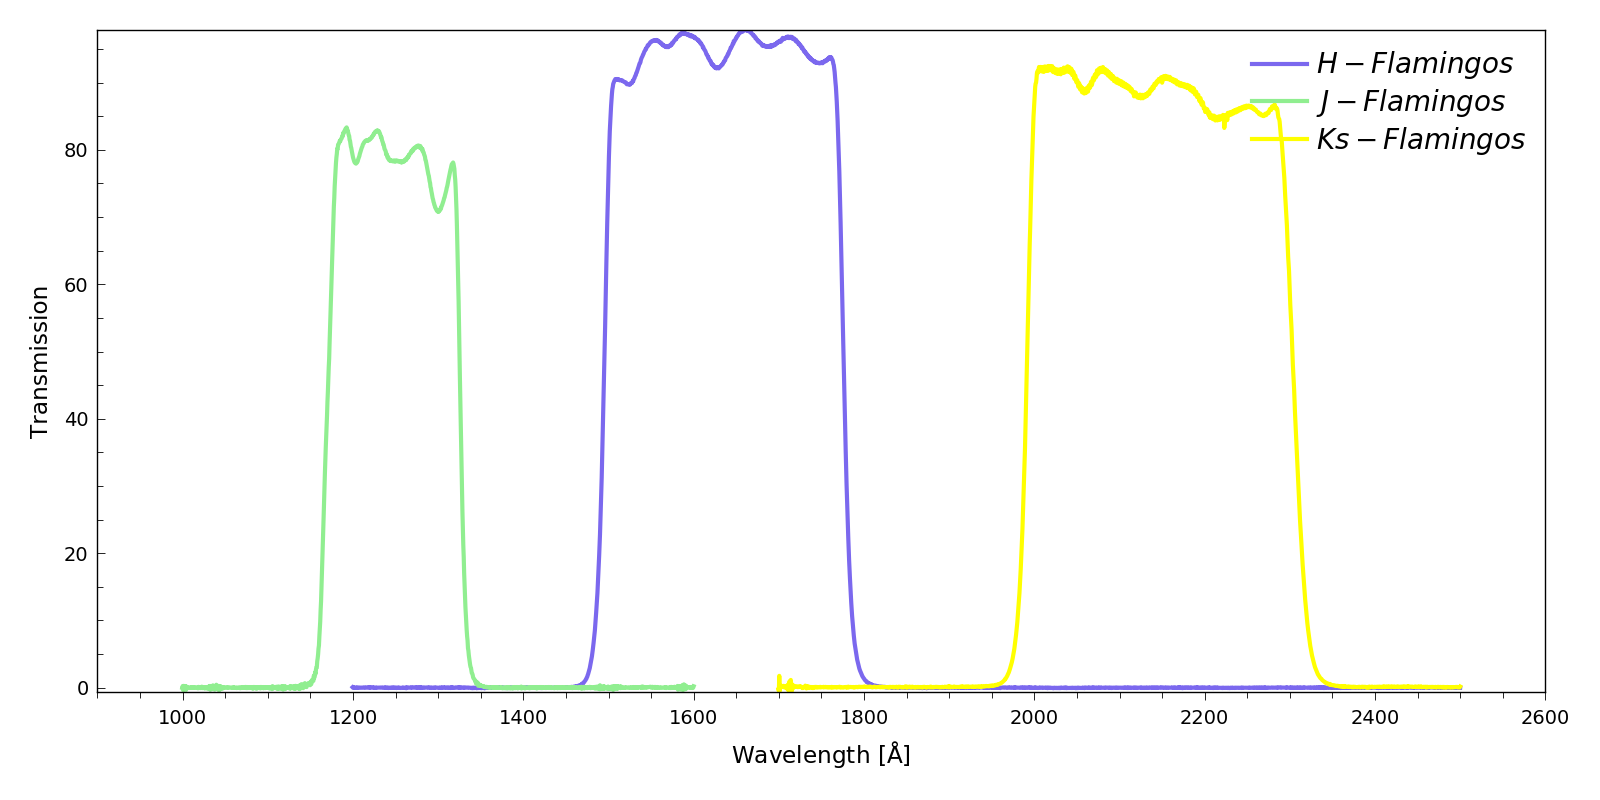 H – Flamingos
J – Flamingos
Ks – Flamingos
Transmission
80
60
40
20
0
1000 1200 1400 1600 1800 2000 2200 2400 2600
Wavelength [Å]